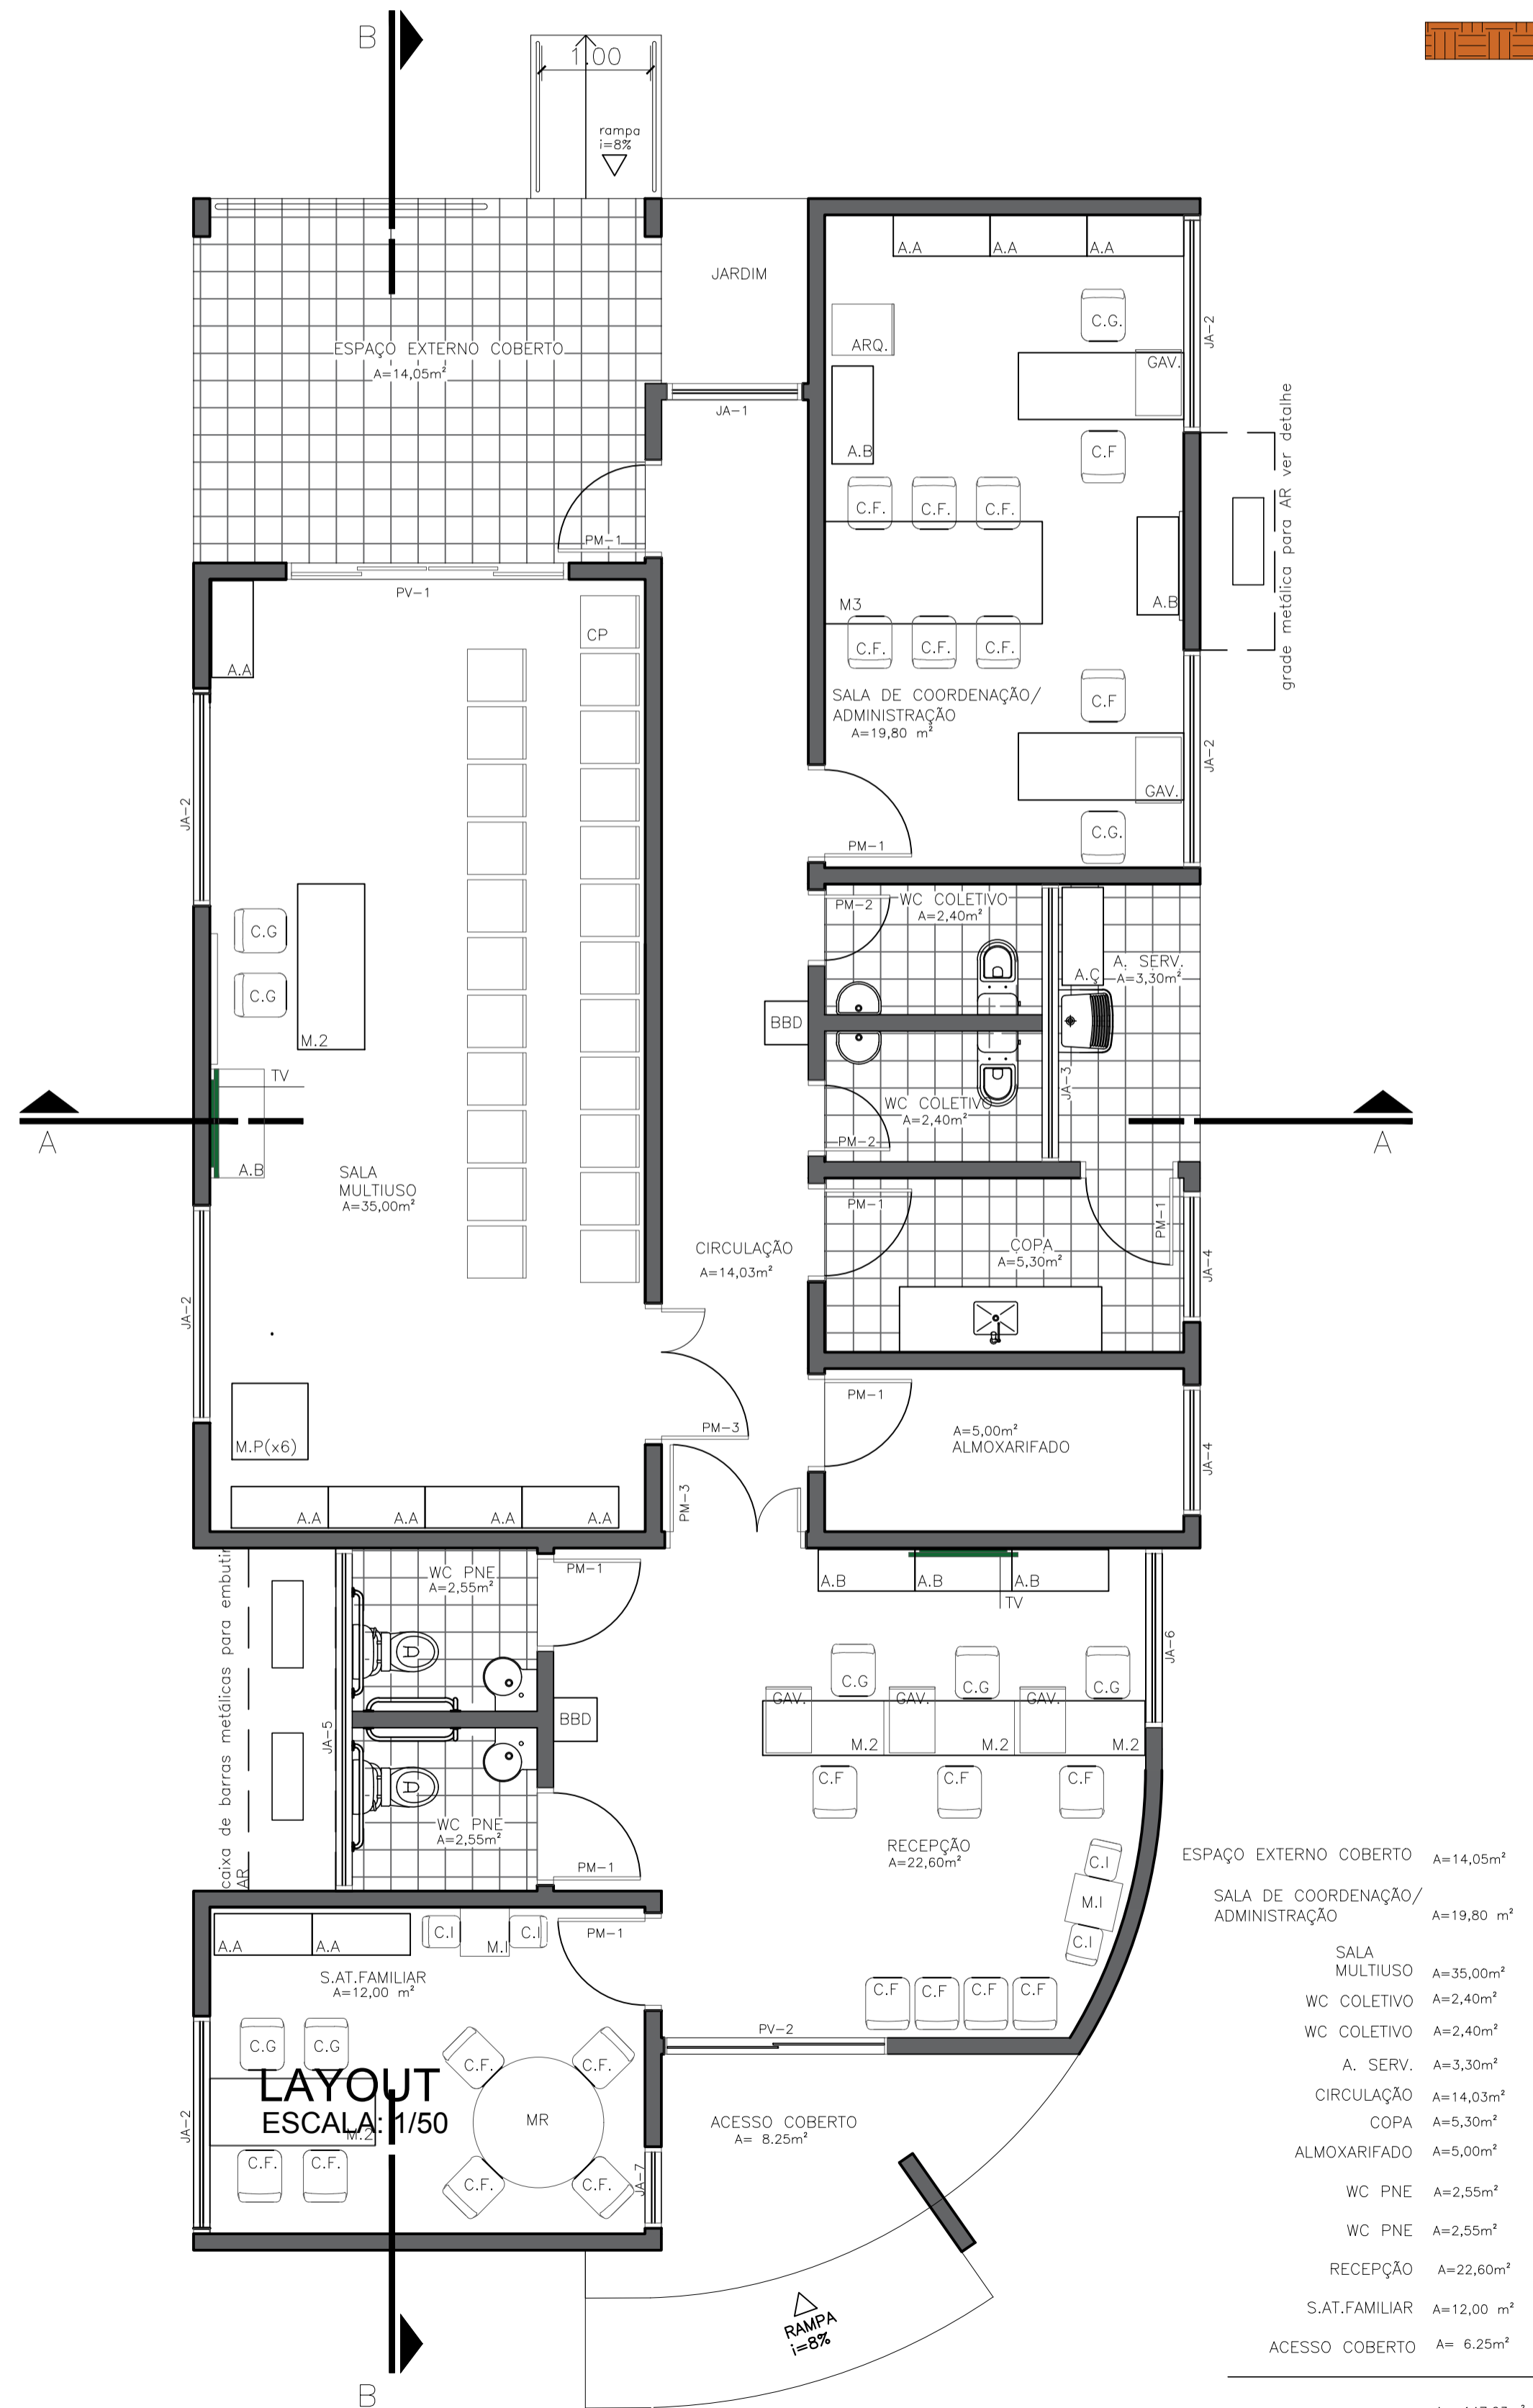 B
1.00
rampa
i=8%
JARDIM
A.A
A.A
A.A
C.G.
JA-2
ARQ.
GAV.
ESPAÇO EXTERNO COBERTO
A=14,05m²
JA-1
A.B
C.F
grade metálica para AR ver detalhe
C.F.
C.F.
C.F.
PM-1
PV-1
M3
A.B
CP
A.A
C.F.
C.F.
C.F.
SALA DE COORDENAÇÃO/
ADMINISTRAÇÃO
A=19,80 m²
C.F
JA-2
GAV.
JA-2
C.G.
PM-1
C.G
C.G
M.2
PM-2
WC COLETIVO
A=2,40m²
A.Ç
A. SERV.
A=3,30m²
BBD
TV
JA-3
A
A.B
WC COLETIVO
A=2,40m²
PM-2
A
SALA
MULTIUSO
A=35,00m²
PM-1
PM-1
CIRCULAÇÃO
A=14,03m²
COPA
A=5,30m²
JA-4
JA-2
PM-1
PM-3
A=5,00m²
ALMOXARIFADO
JA-4
M.P(x6)
PM-3
A.A
A.A
A.A
A.A
caixa de barras metálicas para embutir
AR
WC PNE
A=2,55m²
PM-1
A.B
A.B
A.B
TV
JA-6
C.G
C.G
C.G
GAV.
GAV.
GAV.
M.2
M.2
M.2
BBD
JA-5
C.F
C.F
C.F
WC PNE
A=2,55m²
PM-1
RECEPÇÃO
A=22,60m²
C.I
M.I
C.I
A.A
A.A
C.I
M.I
C.I
PM-1
S.AT.FAMILIAR
A=12,00 m²
C.F
C.F
C.F
C.F
PV-2
C.G
C.G
C.F.
C.F.
LAYOUT
ESCALA: 1/50
M.2
JA-2
MR
ACESSO COBERTO
A= 8.25m²
C.F.
C.F.
C.F.
C.F.
JA-7
RAMPA
i=8%
B
ESPAÇO EXTERNO COBERTO A=14,05m²
SALA DE COORDENAÇÃO/
ADMINISTRAÇÃO A=19,80 m²
SALA
MULTIUSO A=35,00m²
WC COLETIVO A=2,40m²
WC COLETIVO A=2,40m²
A. SERV. A=3,30m²
CIRCULAÇÃO A=14,03m²
COPA A=5,30m²
ALMOXARIFADO A=5,00m²
WC PNE A=2,55m²
WC PNE A=2,55m²
RECEPÇÃO A=22,60m²
S.AT.FAMILIAR A=12,00 m²
ACESSO COBERTO A= 6.25m²